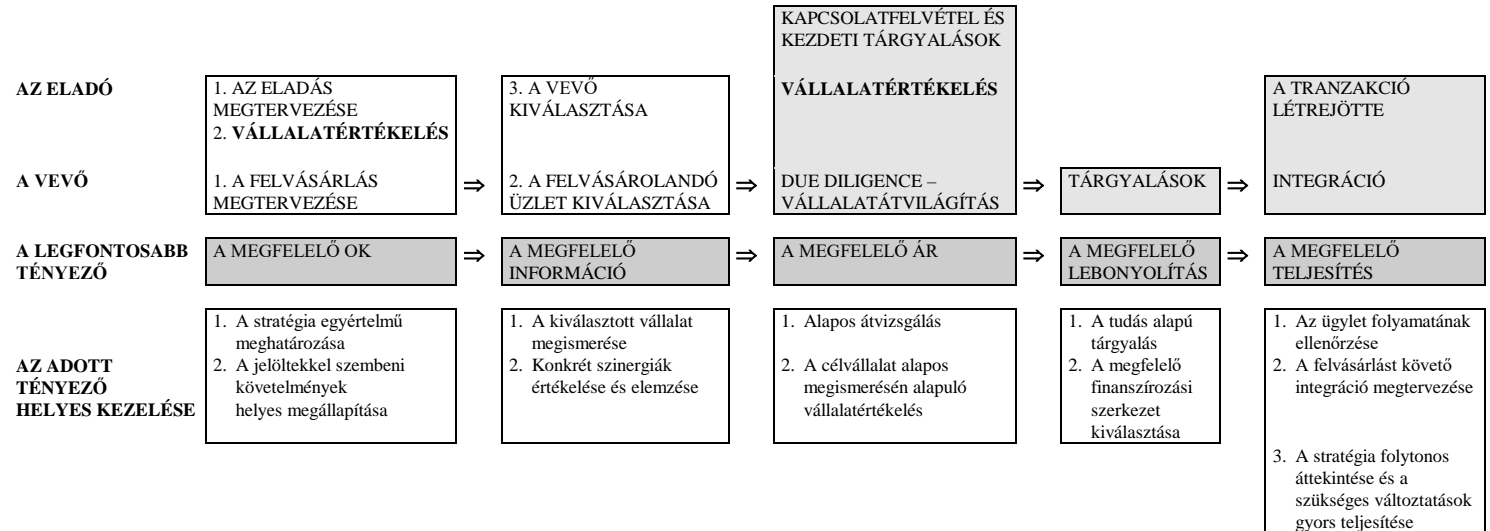 KAPCSOLATFELVÉTEL ÉS
KEZDETI TÁRGYALÁSOK
AZ ELADÓ
1. AZ ELADÁS
MEGTERVEZÉSE
2. VÁLLALATÉRTÉKELÉS
3. A VEVŐ
KIVÁLASZTÁSA
VÁLLALATÉRTÉKELÉS
A TRANZAKCIÓ
LÉTREJÖTTE
A VEVŐ
1. A FELVÁSÁRLÁS
MEGTERVEZÉSE
⇒
2. A FELVÁSÁROLANDÓ
ÜZLET KIVÁLASZTÁSA
⇒
DUE DILIGENCE –
VÁLLALATÁTVILÁGÍTÁS
⇒
TÁRGYALÁSOK
⇒
INTEGRÁCIÓ
A LEGFONTOSABB
TÉNYEZŐ
A MEGFELELŐ OK
⇒
A MEGFELELŐ
INFORMÁCIÓ
⇒
A MEGFELELŐ ÁR
⇒
A MEGFELELŐ
LEBONYOLÍTÁS
⇒
A MEGFELELŐ
TELJESÍTÉS
AZ ADOTT
TÉNYEZŐ
HELYES KEZELÉSE
1. A stratégia egyértelmű
meghatározása
2. A jelöltekkel szembeni
követelmények
helyes megállapítása
1. A kiválasztott vállalat
megismerése
2. Konkrét szinergiák
értékelése és elemzése
1. Alapos átvizsgálás
2. A célvállalat alapos
megismerésén alapuló
vállalatértékelés
1. A tudás alapú
tárgyalás
2. A megfelelő
finanszírozási
szerkezet
kiválasztása
1. Az ügylet folyamatának
ellenőrzése
2. A felvásárlást követő
integráció megtervezése
3. A stratégia folytonos
áttekintése és a
szükséges változtatások
gyors teljesítése